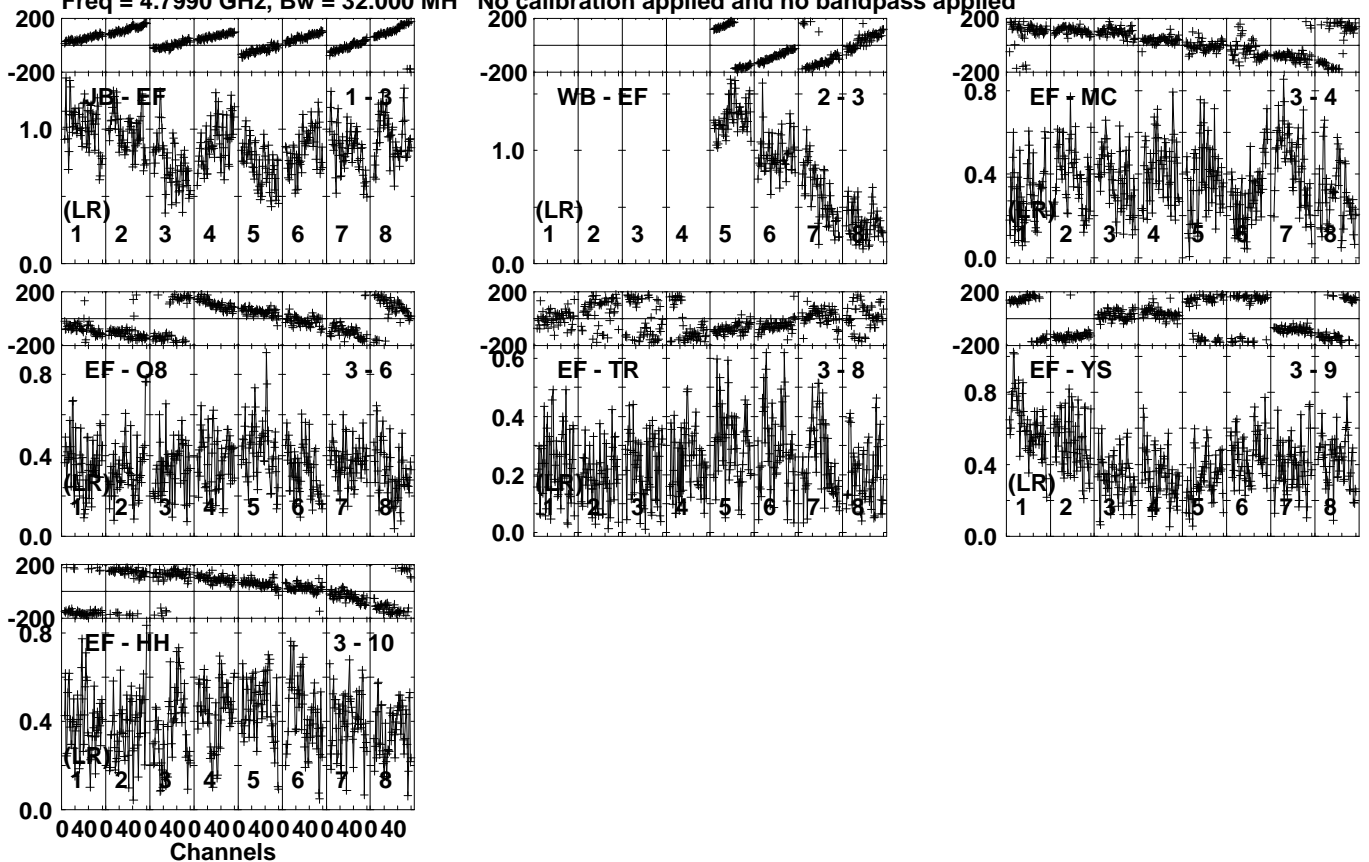 Freq = 4.7990 GHz, Bw = 32.000 MH No calibration applied and no bandpass applied
200
-200
JB - EF 1 - 3
1.0
(LR)
1 2 3 4 5 6 7 8
0.0
200
-200
WB - EF 2 - 3
1.0
(LR)
1 2 3 4 5 6 7 8
0.0
200
-200
0.8
EF - MC 3 - 4
0.4
(LR)
1 2 3 4 5 6 7 8
0.0
200
-200
0.8
EF - O8 3 - 6
0.4
(LR)
1 2 3 4 5 6 7 8
0.0
200
-200
0.6
EF - TR 3 - 8
0.4
0.2
(LR)
1 2 3 4 5 6 7 8
0.0
200
-200
EF - YS 3 - 9
0.8
0.4
(LR)
1 2 3 4 5 6 7 8
0.0
200
-200
0.8
EF - HH 3 - 10
0.4
(LR)
1 2 3 4 5 6 7 8
0.0
0 40 0 40 0 40 0 40 0 40 0 40 0 40 0 40
Channels